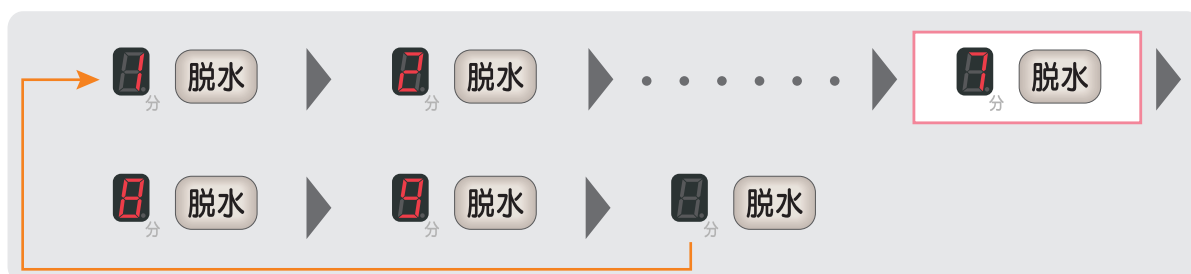 1分 脱水 2分 脱水 ・・・・・・ 7分 脱水
8分 脱水 9分 脱水 分 脱水